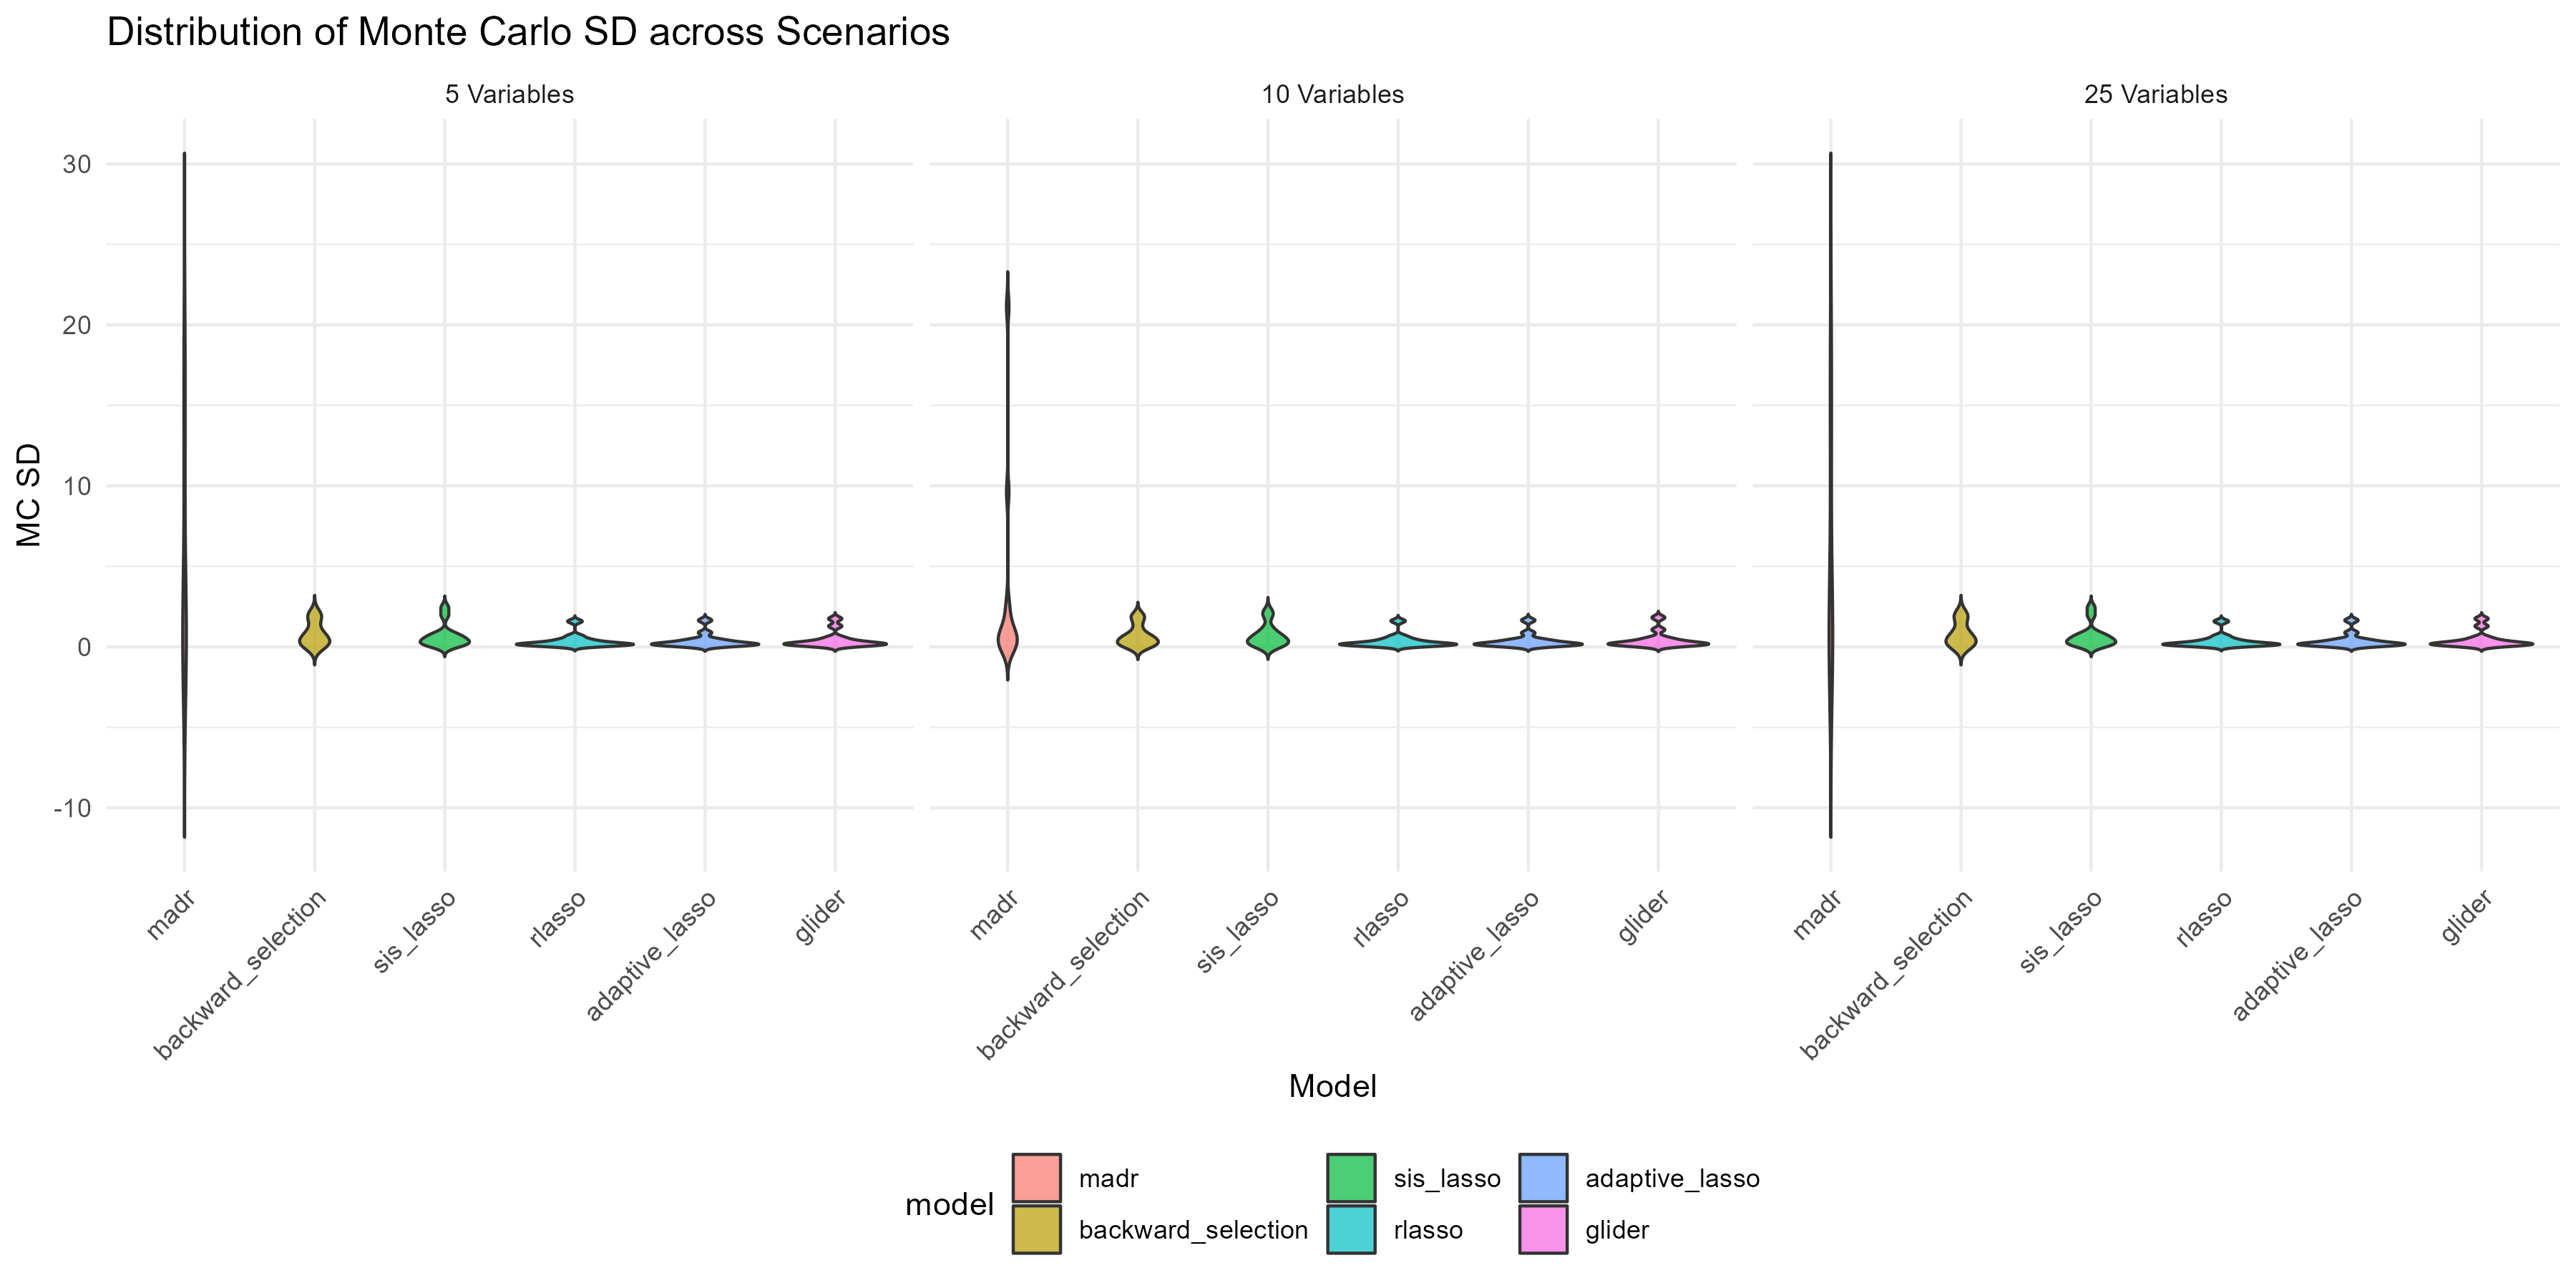 Distribution of Monte Carlo SD across Scenarios
5 Variables
10 Variables
25 Variables
MC SD
30
20
10
0
-10
madr
backward_selection
sis_lasso
rlasso
adaptive_lasso
glider
madr
backward_selection
sis_lasso
rlasso
adaptive_lasso
glider
madr
backward_selection
sis_lasso
rlasso
adaptive_lasso
glider
Model
model
madr
backward_selection
sis_lasso
rlasso
adaptive_lasso
glider